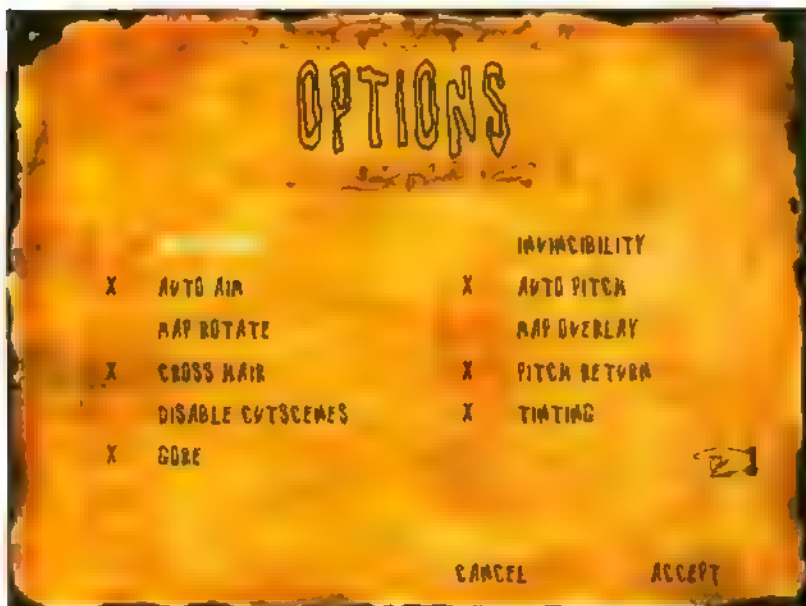 OPTIONS
INVINCIBILITY
X AUTO AIM X AUTO PITCH
MAP ROTATE MAP OVERLAY
X CROSS HAIR X PITCH RETURN
DISABLE CUTSCENES X TINTING
X GORE
CANCEL ACCEPT